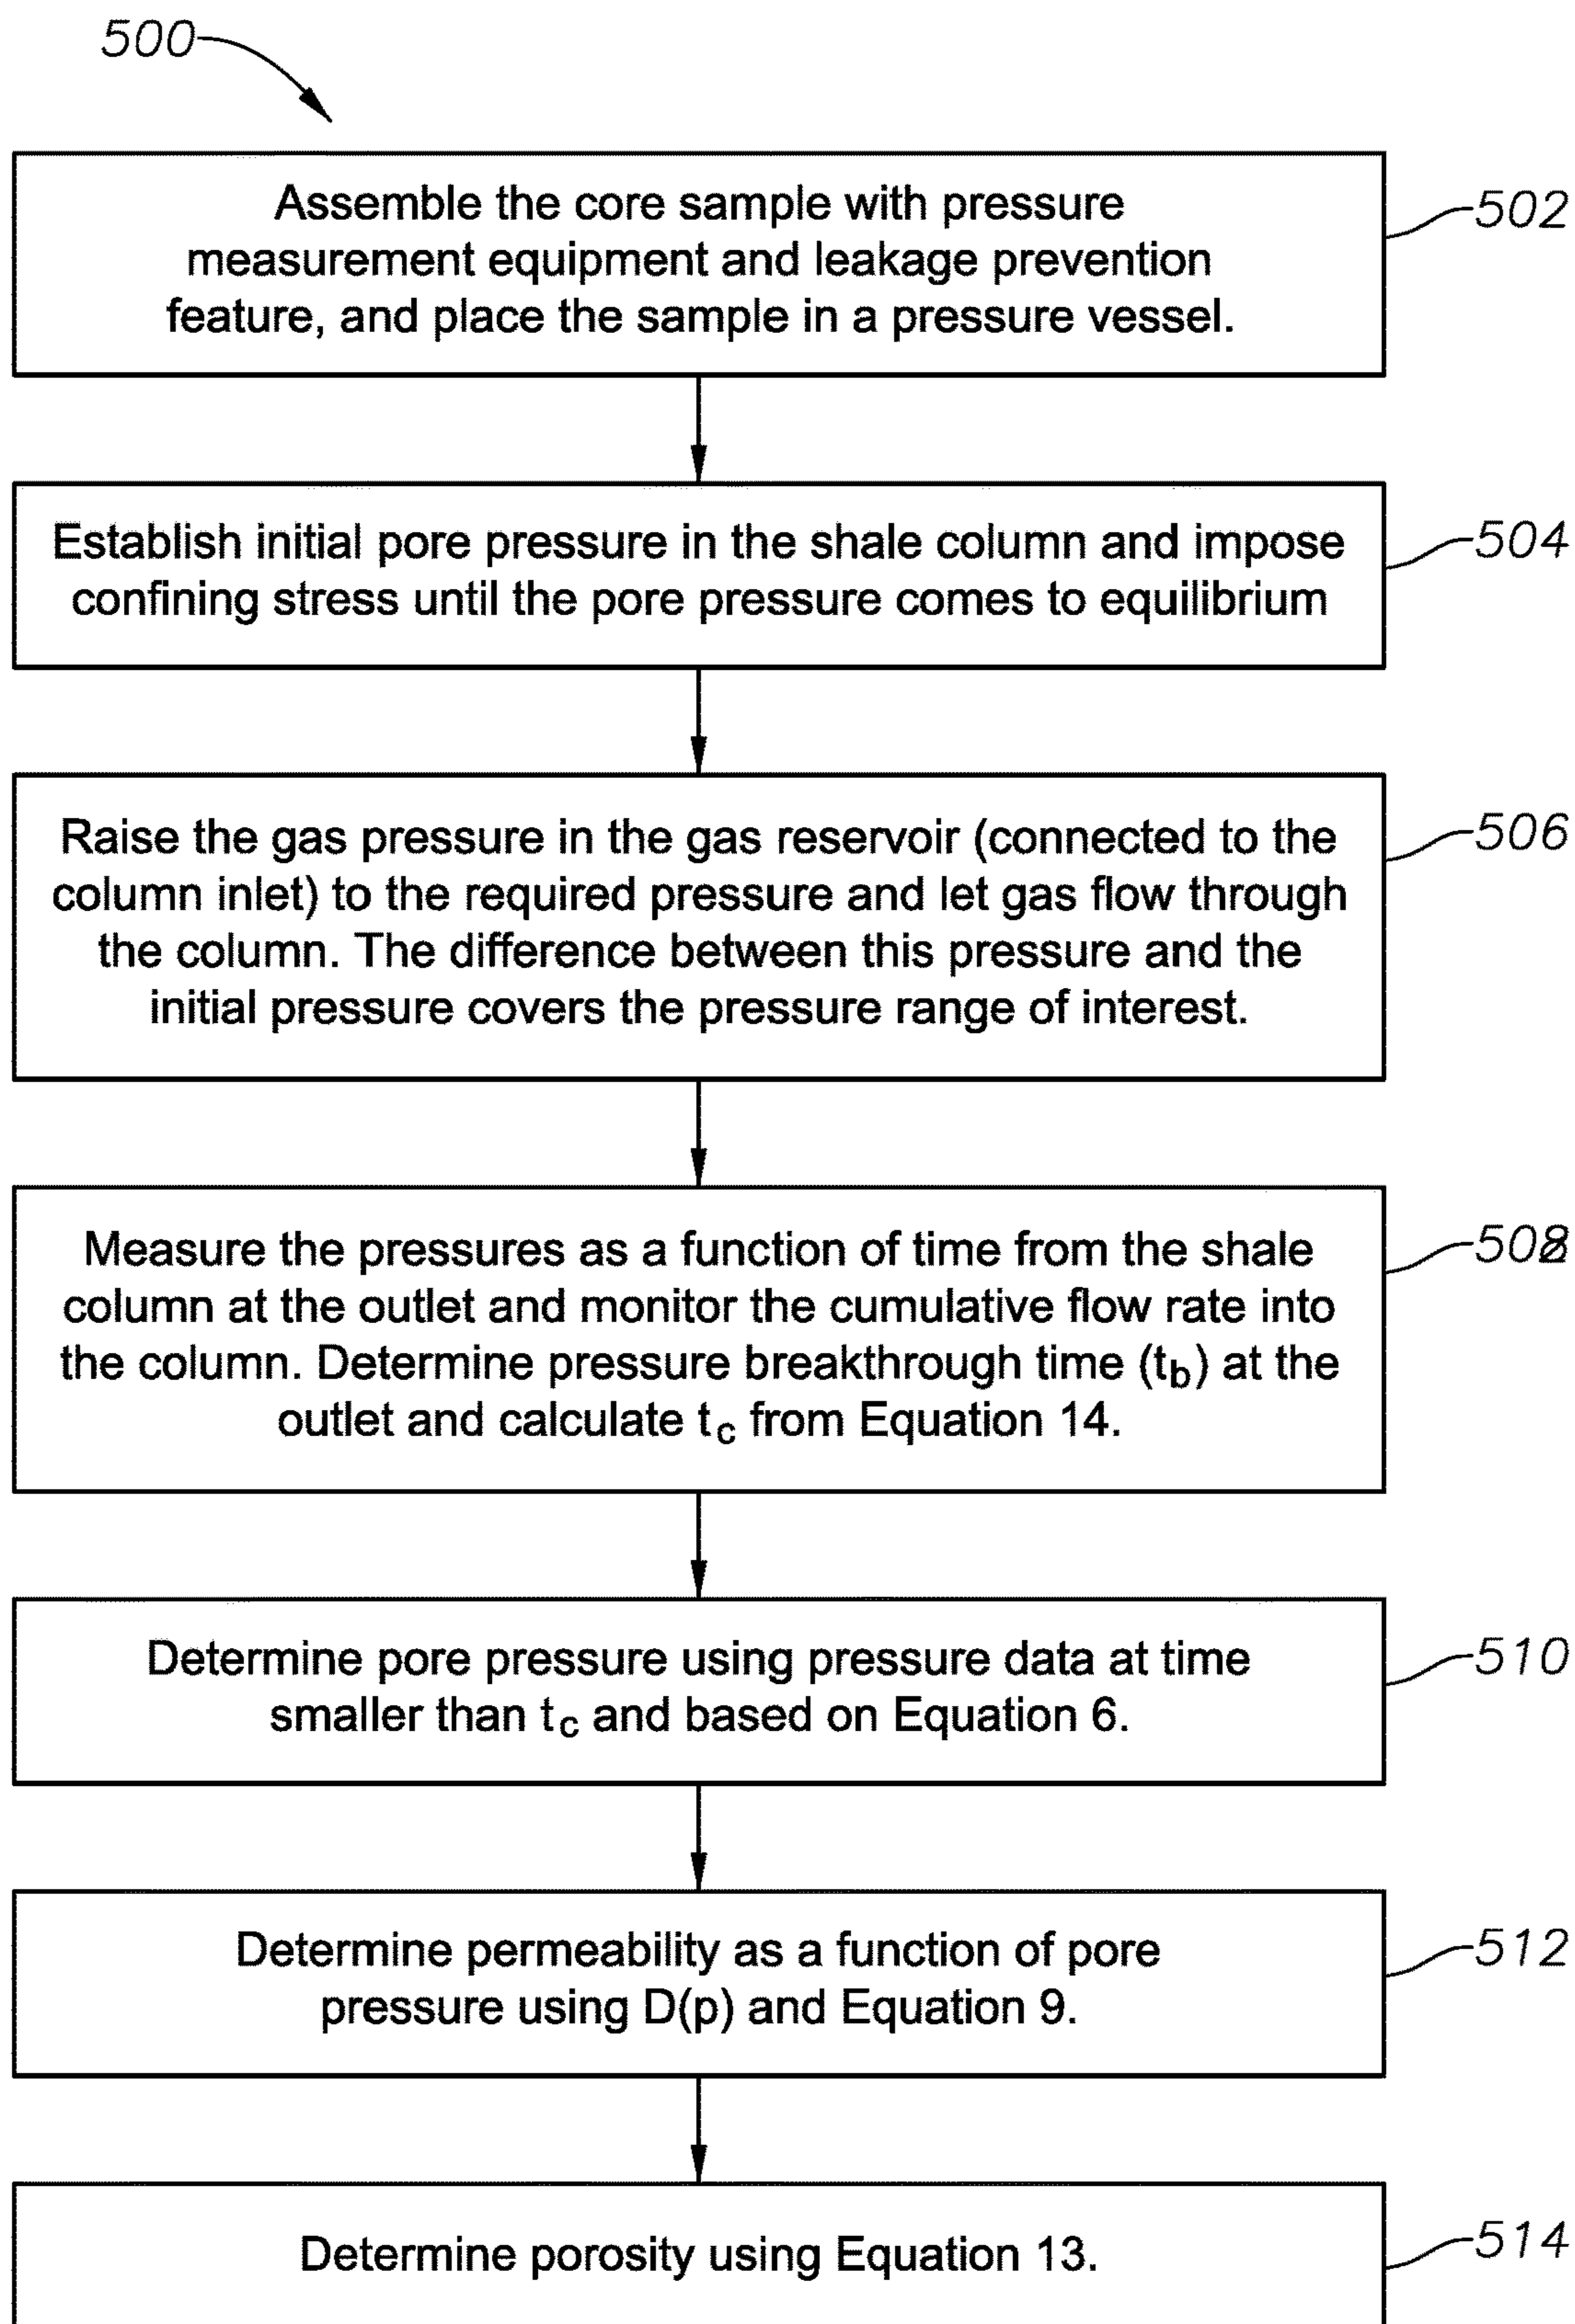 500
Assemble the core sample with pressure
measurement equipment and leakage prevention
feature, and place the sample in a pressure vessel.
502
Establish initial pore pressure in the shale column and impose
confining stress until the pore pressure comes to equilibrium
504
Raise the gas pressure in the gas reservoir (connected to the
column inlet) to the required pressure and let gas flow through
the column. The difference between this pressure and the
initial pressure covers the pressure range of interest.
506
Measure the pressures as a function of time from the shale
column at the outlet and monitor the cumulative flow rate into
the column. Determine pressure breakthrough time (tb) at the
outlet and calculate tc from Equation 14.
508
Determine pore pressure using pressure data at time
smaller than tc and based on Equation 6.
510
Determine permeability as a function of pore
pressure using D(p) and Equation 9.
512
Determine porosity using Equation 13.
514